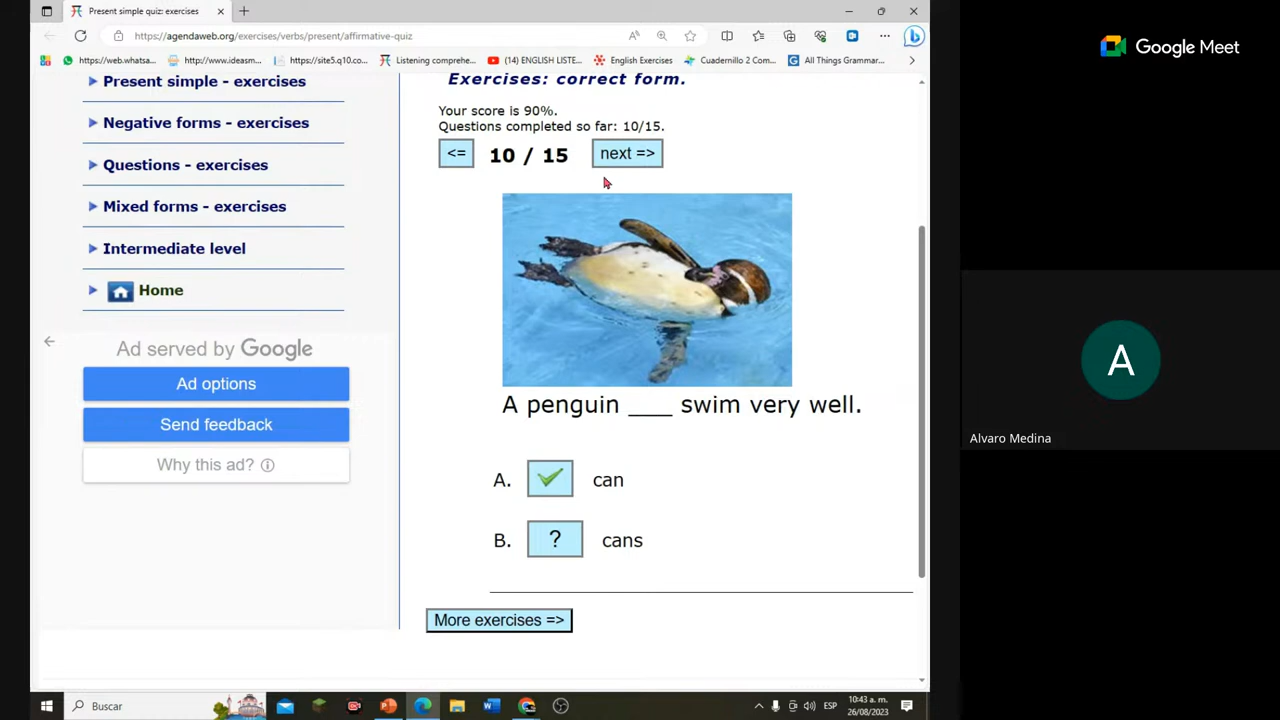 Present simple quiz: exercises
https://agendaweb.org/exercises/verbs/present/affirmative-quiz
https://web.whatsa...
http://www.ideasm...
https://site5.q10.co...
Listening comprehe...
(14) ENGLISH LISTE...
English Exercises
Cuadernillo 2 Com...
All Things Grammar...
Present simple - exercises
Negative forms - exercises
Questions - exercises
Mixed forms - exercises
Intermediate level
Home
Ad served by Google
Ad options
Send feedback
Why this ad?
Exercises: correct form.
Your score is 90%.
Questions completed so far: 10/15.
<= 10 / 15 next =>
A penguin ___ swim very well.
A. can
B. ? cans
More exercises =>
Google Meet
A
Alvaro Medina
Buscar
ESP
10:43 a. m.
26/08/2023